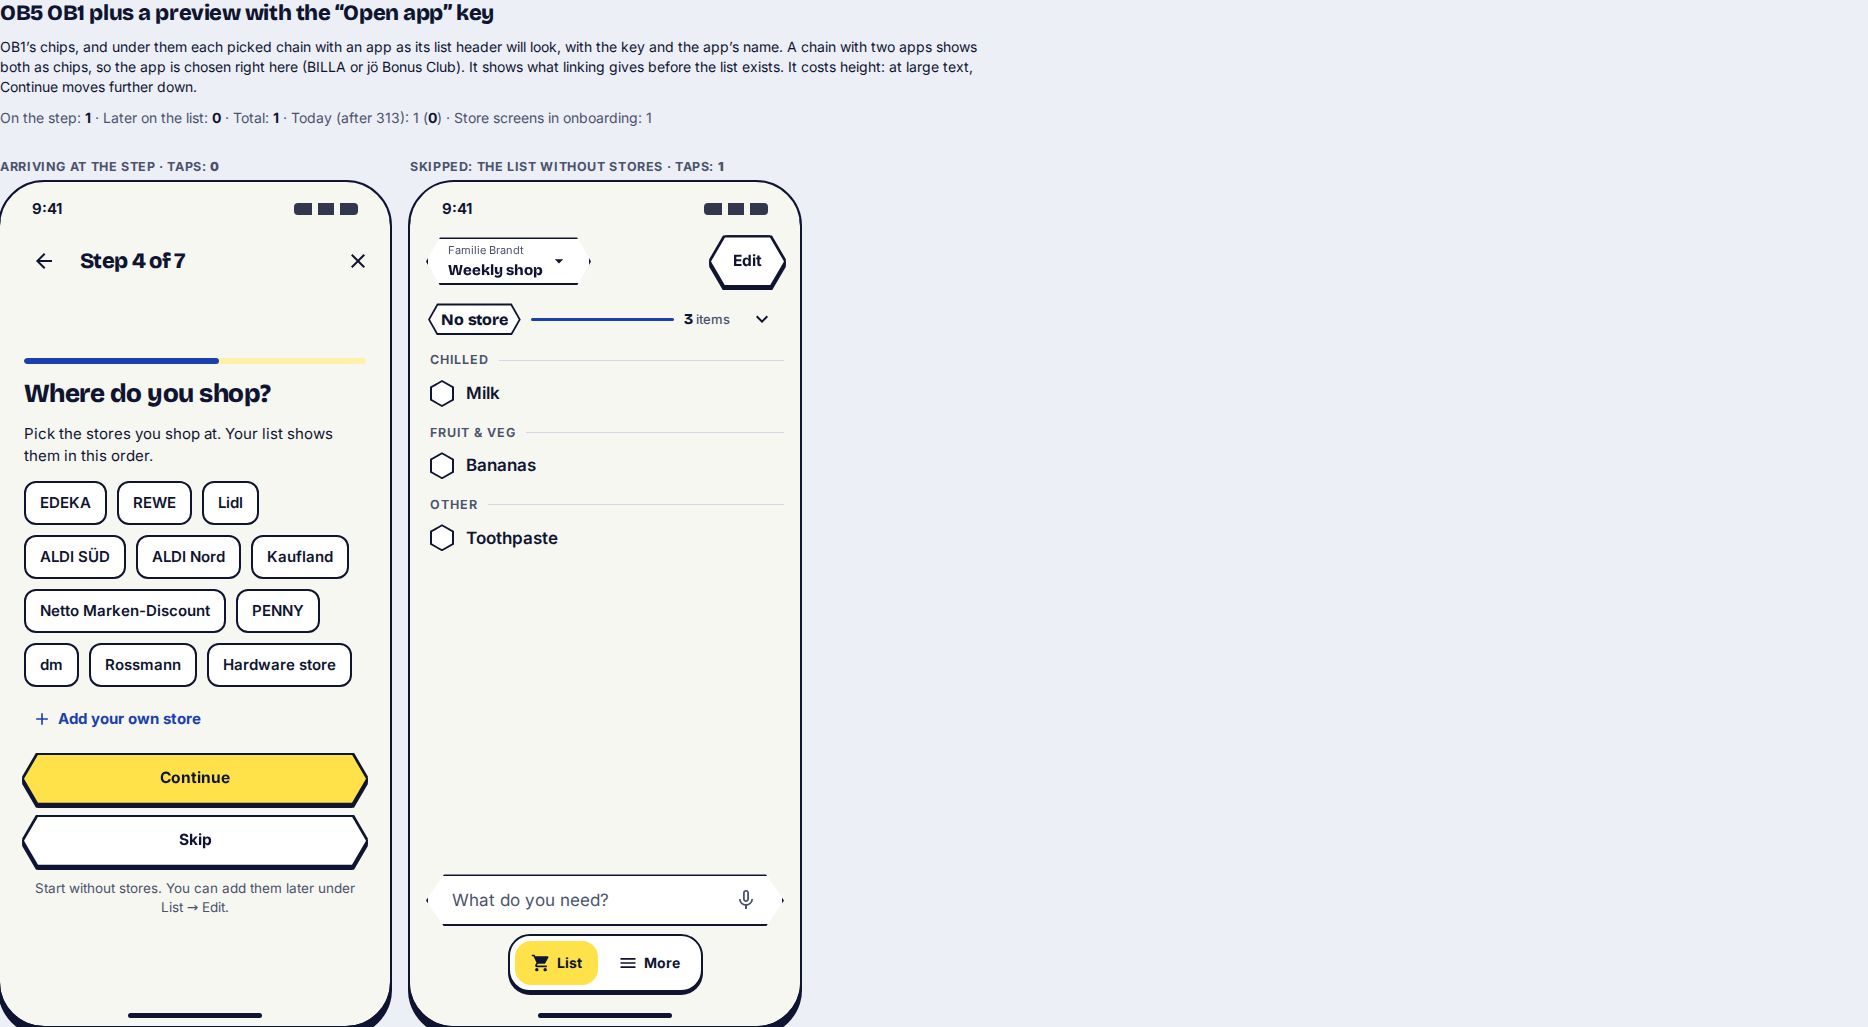 OB5 OB1 plus a preview with the “Open app” key
OB1’s chips, and under them each picked chain with an app as its list header will look, with the key and the app’s name. A chain with two apps shows
both as chips, so the app is chosen right here (BILLA or jö Bonus Club). It shows what linking gives before the list exists. It costs height: at large text,
Continue moves further down.
On the step: 1 · Later on the list: 0 · Total: 1 · Today (after 313): 1 (0) · Store screens in onboarding: 1
ARRIVING AT THE STEP · TAPS: 0
9:41
Step 4 of 7
Where do you shop?
Pick the stores you shop at. Your list shows
them in this order.
EDEKA REWE Lidl
ALDI SÜD ALDI Nord Kaufland
Netto Marken-Discount PENNY
dm Rossmann Hardware store
Add your own store
Continue
Skip
Start without stores. You can add them later under
List → Edit.
SKIPPED: THE LIST WITHOUT STORES · TAPS: 1
9:41
Familie Brandt
Weekly shop
Edit
No store 3 items
CHILLED
Milk
FRUIT & VEG
Bananas
OTHER
Toothpaste
What do you need?
List More